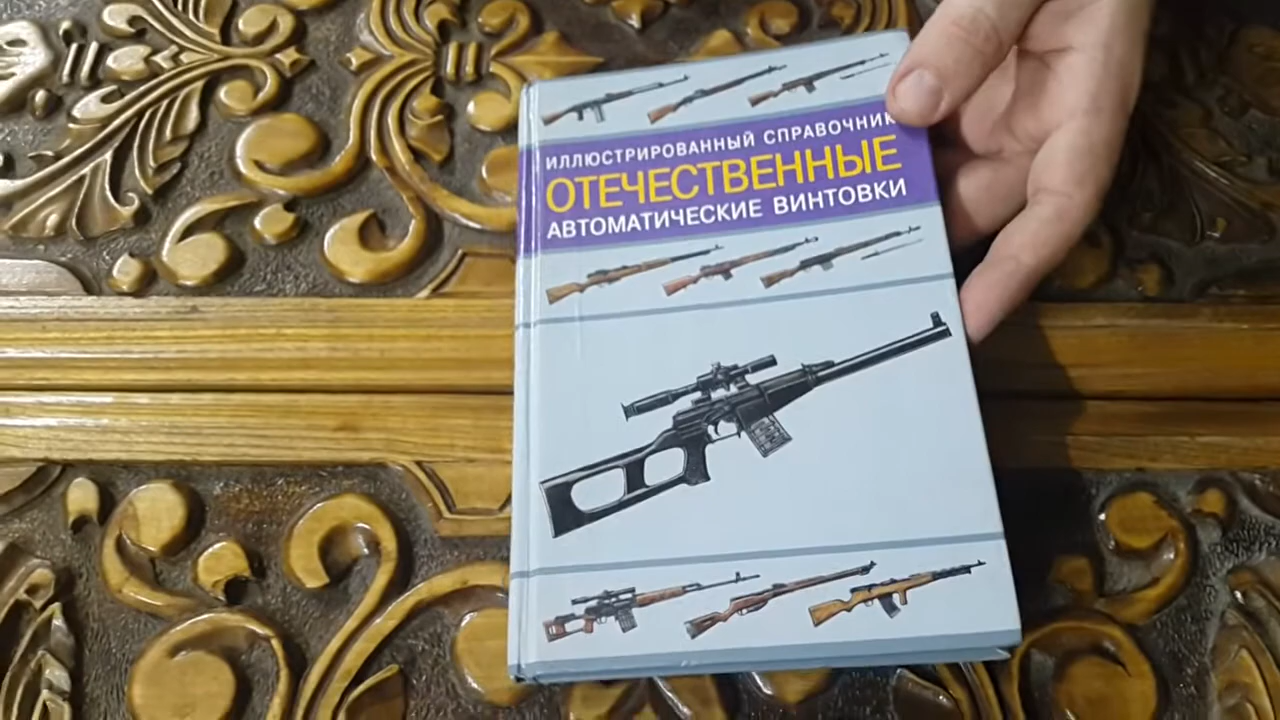 ИЛЛЮСТРИРОВАННЫЙ СПРАВОЧНИК
ОТЕЧЕСТВЕННЫЕ
АВТОМАТИЧЕСКИЕ ВИНТОВКИ